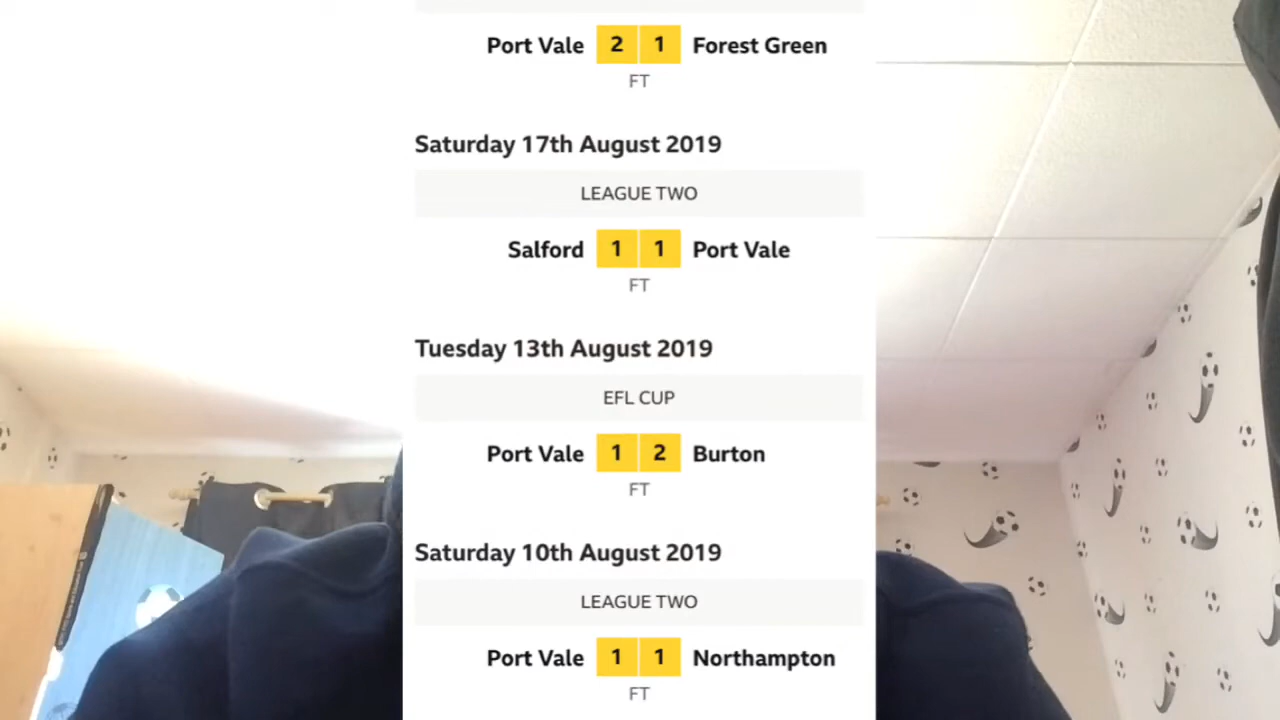 Port Vale 2 1 Forest Green
FT
Saturday 17th August 2019
LEAGUE TWO
Salford 1 1 Port Vale
FT
Tuesday 13th August 2019
EFL CUP
Port Vale 1 2 Burton
FT
Saturday 10th August 2019
LEAGUE TWO
Port Vale 1 1 Northampton
FT